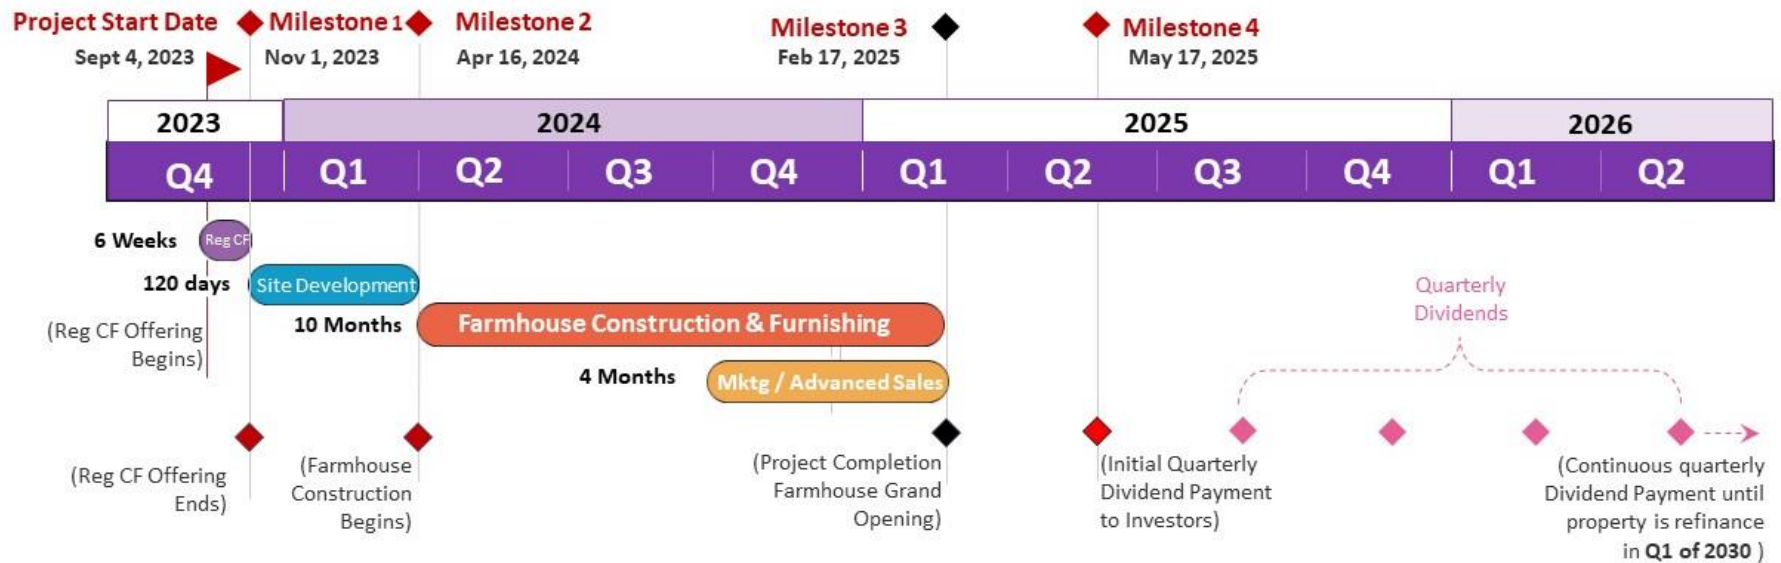 Project Start Date
Sept 4, 2023
Milestone 1
Nov 1, 2023
Milestone 2
Apr 16, 2024
Milestone 3
Feb 17, 2025
Milestone 4
May 17, 2025
2023 2024 2025 2026
Q4 Q1 Q2 Q3 Q4 Q1 Q2 Q3 Q4 Q1 Q2
6 Weeks Reg CF
120 days Site Development
(Reg CF Offering
Begins)
10 Months Farmhouse Construction & Furnishing
4 Months Mktg / Advanced Sales
Quarterly
Dividends
(Reg CF Offering
Ends)
(Farmhouse
Construction
Begins)
(Project Completion
Farmhouse Grand
Opening)
(Initial Quarterly
Dividend Payment
to Investors)
(Continuous quarterly
Dividend Payment until
property is refinance
in Q1 of 2030 )